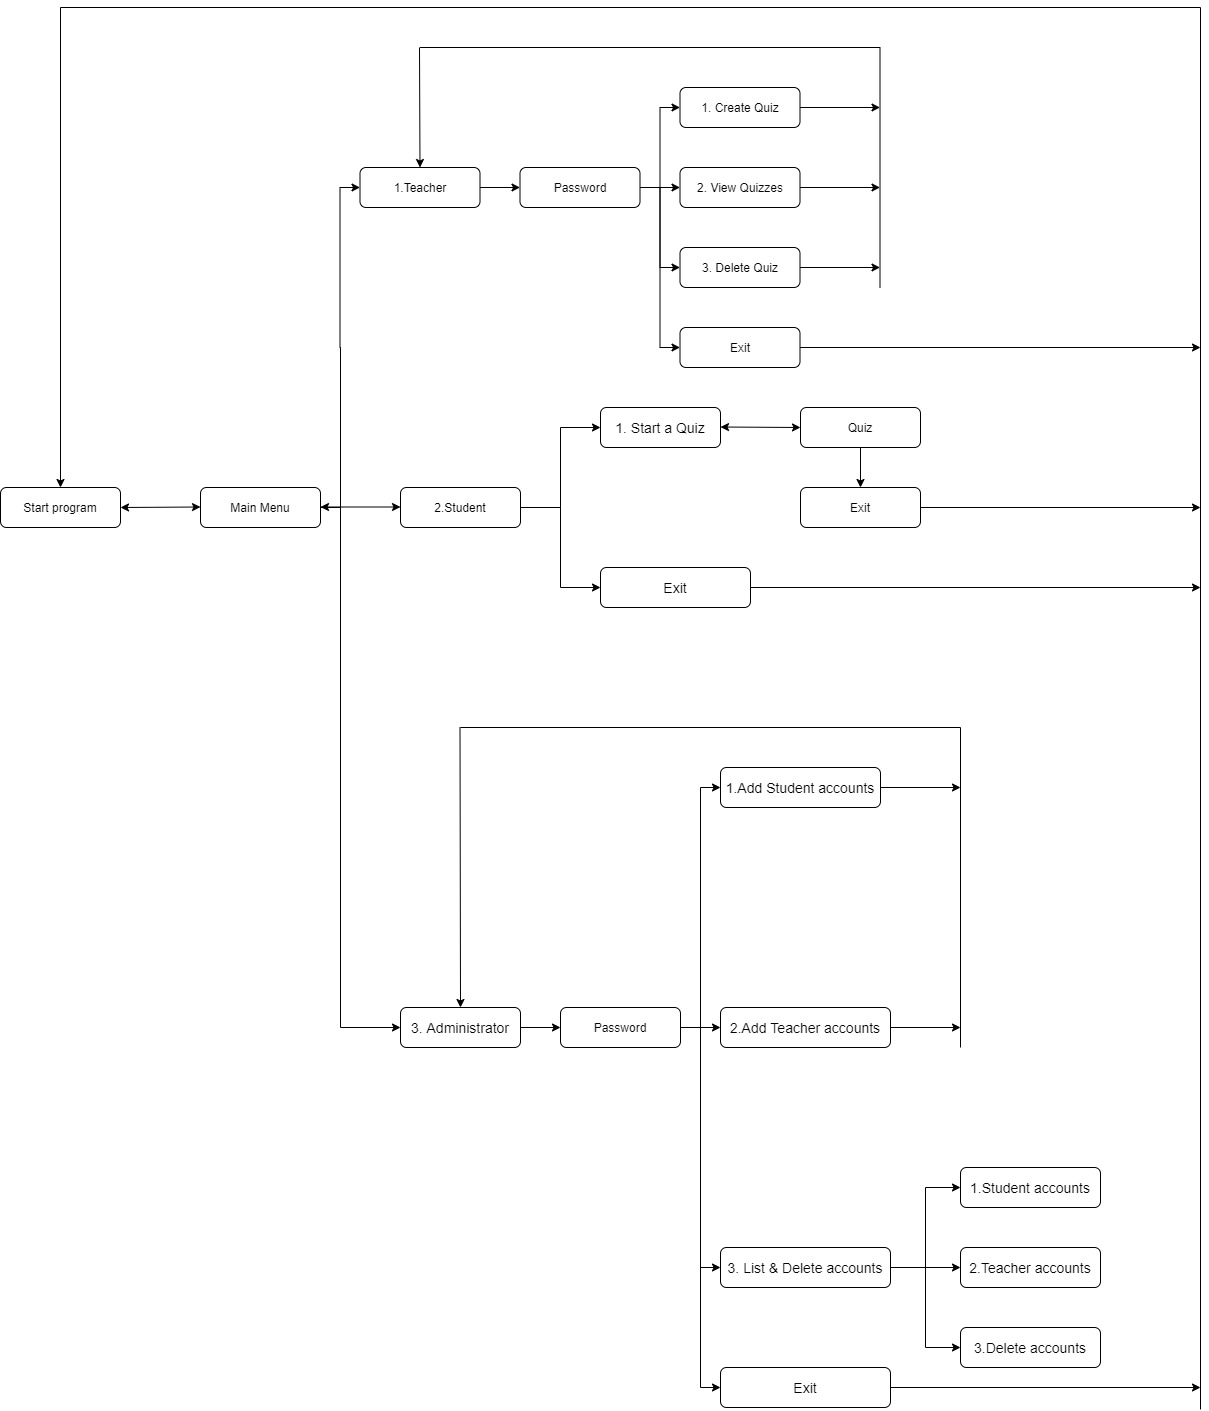 1. Create Quiz
1.Teacher
Password
2. View Quizzes
3. Delete Quiz
Exit
1. Start a Quiz
Quiz
Start program
Main Menu
2.Student
Exit
Exit
1.Add Student accounts
3. Administrator
Password
2.Add Teacher accounts
1.Student accounts
3. List & Delete accounts
2.Teacher accounts
3.Delete accounts
Exit